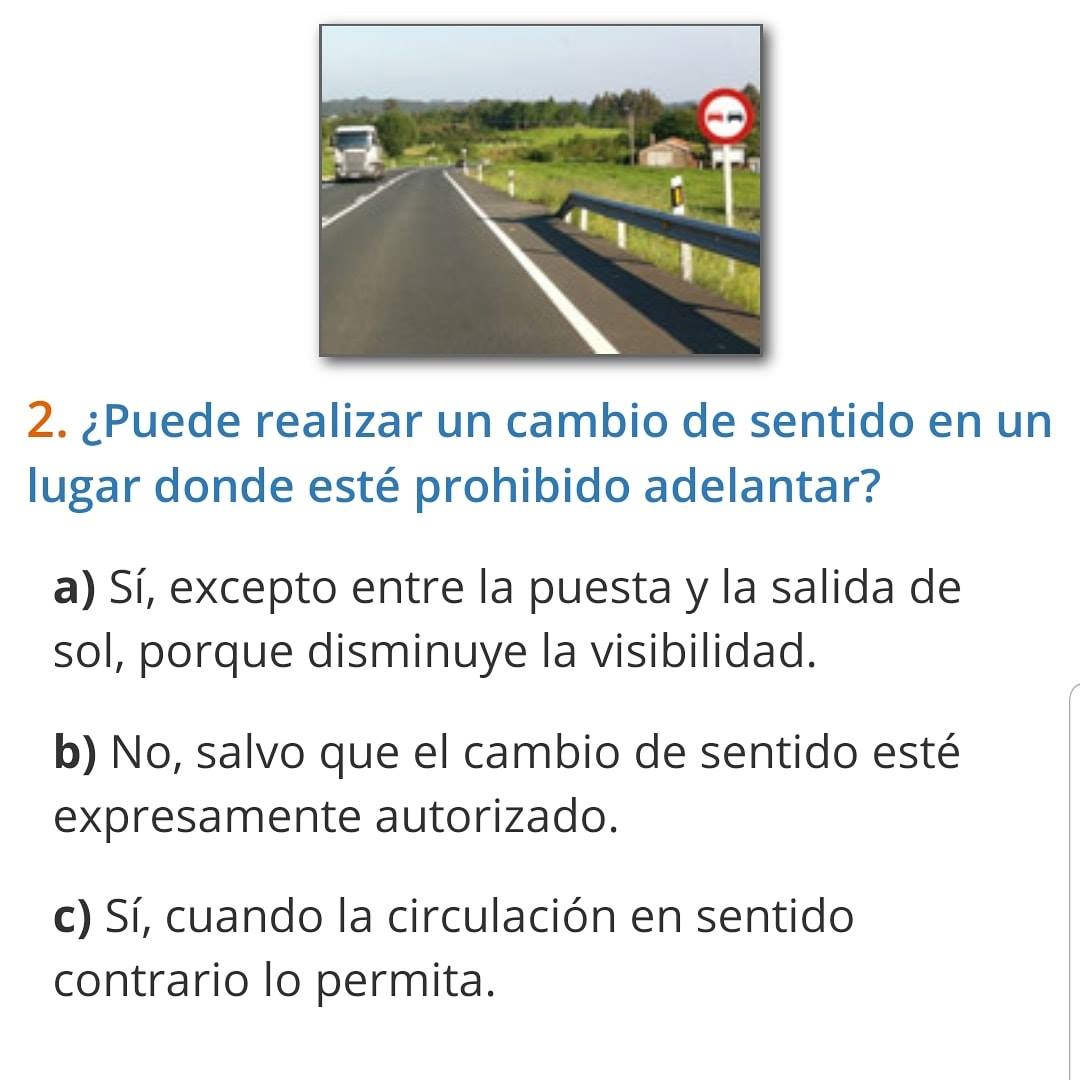 2. ¿Puede realizar un cambio de sentido en un
lugar donde esté prohibido adelantar?
a) Sí, excepto entre la puesta y la salida de
sol, porque disminuye la visibilidad.
b) No, salvo que el cambio de sentido esté
expresamente autorizado.
c) Sí, cuando la circulación en sentido
contrario lo permita.